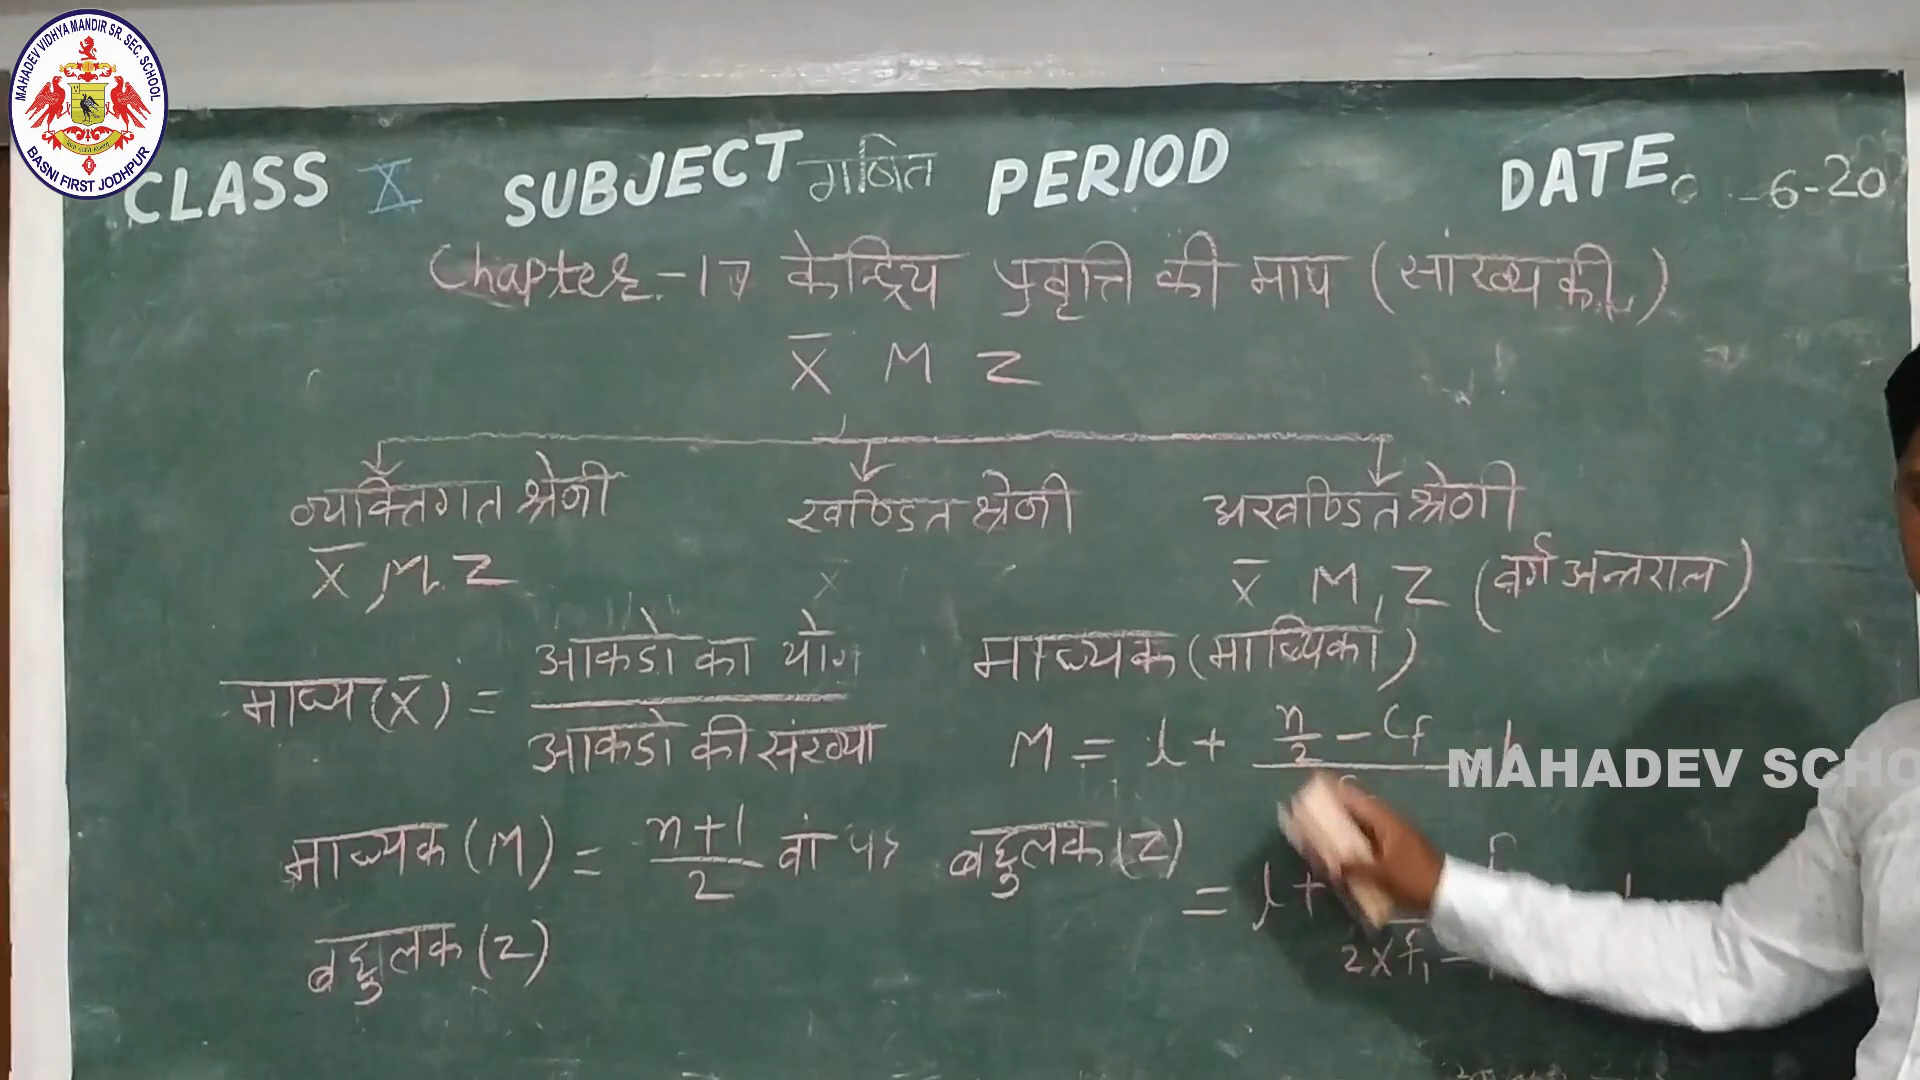 MAHADEV VIDHYA MANDIR SR. SEC. SCHOOL
BASNI FIRST JODHPUR
CLASS X SUBJECT गणित PERIOD DATE -6-20
Chapter-17 केन्द्रिय प्रवृत्ति की माप (सांख्यकी)
X̄ M Z
व्यक्तिगत श्रेणी खण्डित श्रेणी अखण्डित श्रेणी
X̄, M, Z X̄ M, Z (वर्ग अन्तराल)
माध्य (X̄) = आकडो का योग / आकडो की संख्या
माध्यक (माध्यिका)
M = l + n/2 - Cf
MAHADEV SCHO
माध्यक (M) = n+1 / 2 वां
बहुलक (Z)
= l +
2 x f₁ -
बहुलक (Z)